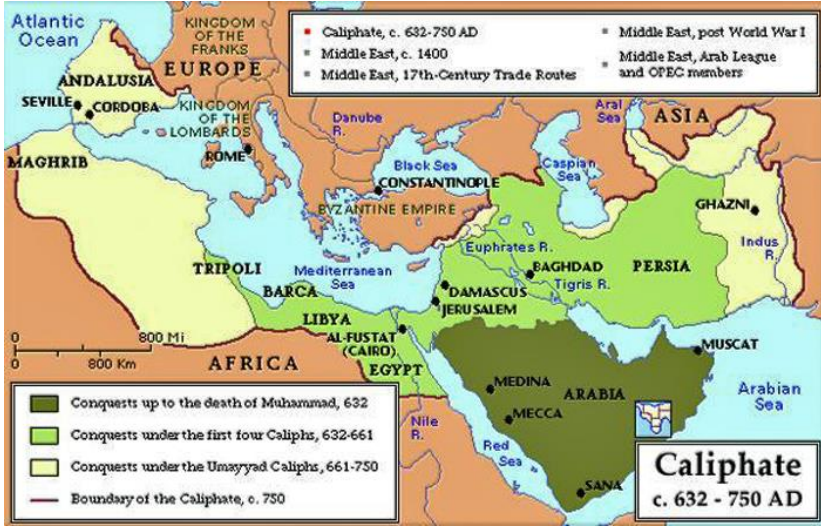 Atlantic
Ocean
KINGDOM
OF THE
FRANKS
EUROPE
Caliphate, c. 632-750 AD
Middle East, c. 1400
Middle East, 17th-Century Trade Routes
Middle East, post World War I
Middle East, Arab League
and OPEC members
ANDALUSIA
SEVILLE
CORDOBA
KINGDOM
OF THE
LOMBARDS
ROME
Danube
R.
Aral
Sea
ASIA
MAGHRIB
Black Sea
Caspian
Sea
CONSTANTINOPLE
BYZANTINE EMPIRE
GHAZNI
Indus
R.
Euphrates R.
TRIPOLI
Mediterranean
Sea
BAGHDAD
PERSIA
Tigris R.
BARCA
DAMASCUS
JERUSALEM
LIBYA
AL-FUSTAT
(CAIRO)
EGYPT
0 800 Mi
0 800 Km
AFRICA
MUSCAT
MEDINA
ARABIA
MECCA
Arabian
Sea
Nile
R.
Red
Sea
SANA
Conquests up to the death of Muhammad, 632
Conquests under the first four Caliphs, 632-661
Conquests under the Umayyad Caliphs, 661-750
Boundary of the Caliphate, c. 750
Caliphate
c. 632 - 750 AD